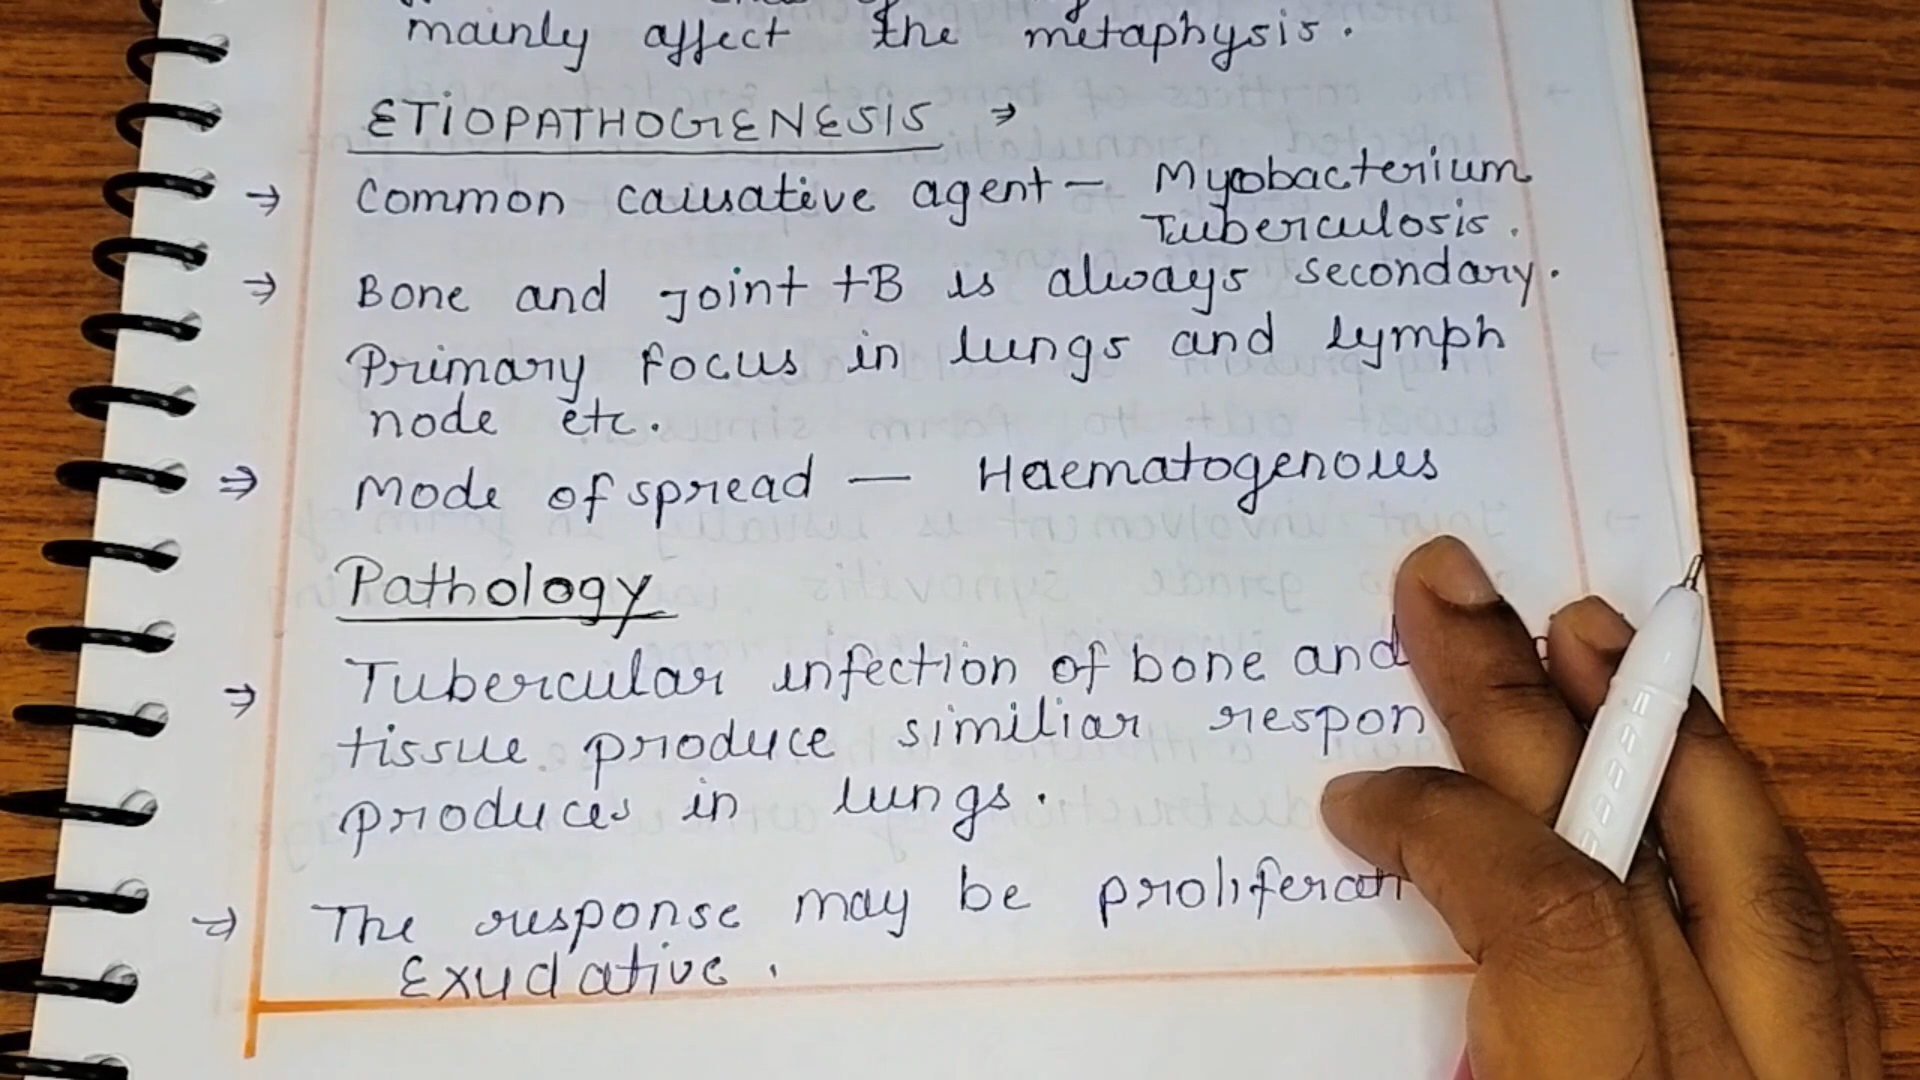 mainly affect the metaphysis.
ETIOPATHOGENESIS →
⇒ Common causative agent — Mycobacterium
Tuberculosis.
⇒ Bone and joint TB is always secondary.
Primary focus in lungs and lymph
node etc.
⇒ Mode of spread — Haematogenous
Pathology
⇒ Tubercular infection of bone and
tissue produce similiar respon
produces in lungs.
⇒ The response may be
Exudative.